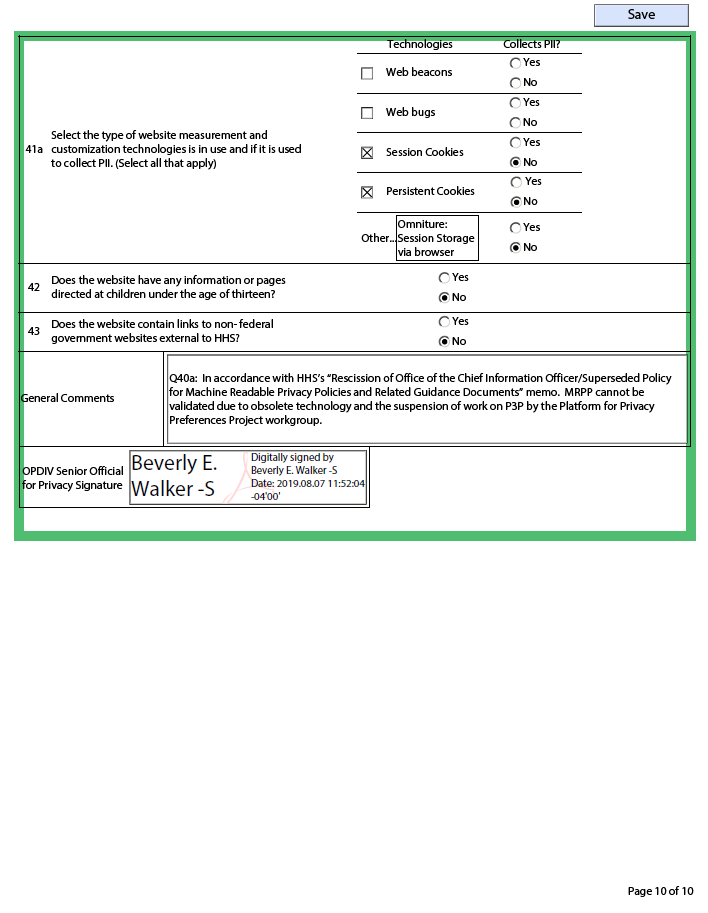 Save
Technologies Collects PII?
Web beacons
Yes
No
Web bugs
Yes
No
41a
Select the type of website measurement and
customization technologies is in use and if it is used
to collect PII. (Select all that apply)
Session Cookies
Yes
No
Persistent Cookies
Yes
No
Other...
Omniture:
Session Storage
via browser
Yes
No
42
Does the website have any information or pages
directed at children under the age of thirteen?
Yes
No
43
Does the website contain links to non- federal
government websites external to HHS?
Yes
No
General Comments
Q40a: In accordance with HHS's “Rescission of Office of the Chief Information Officer/Superseded Policy
for Machine Readable Privacy Policies and Related Guidance Documents” memo. MRPP cannot be
validated due to obsolete technology and the suspension of work on P3P by the Platform for Privacy
Preferences Project workgroup.
OPDIV Senior Official
for Privacy Signature
Beverly E.
Walker -S
Digitally signed by
Beverly E. Walker -S
Date: 2019.08.07 11:52:04
-04'00'
Page 10 of 10